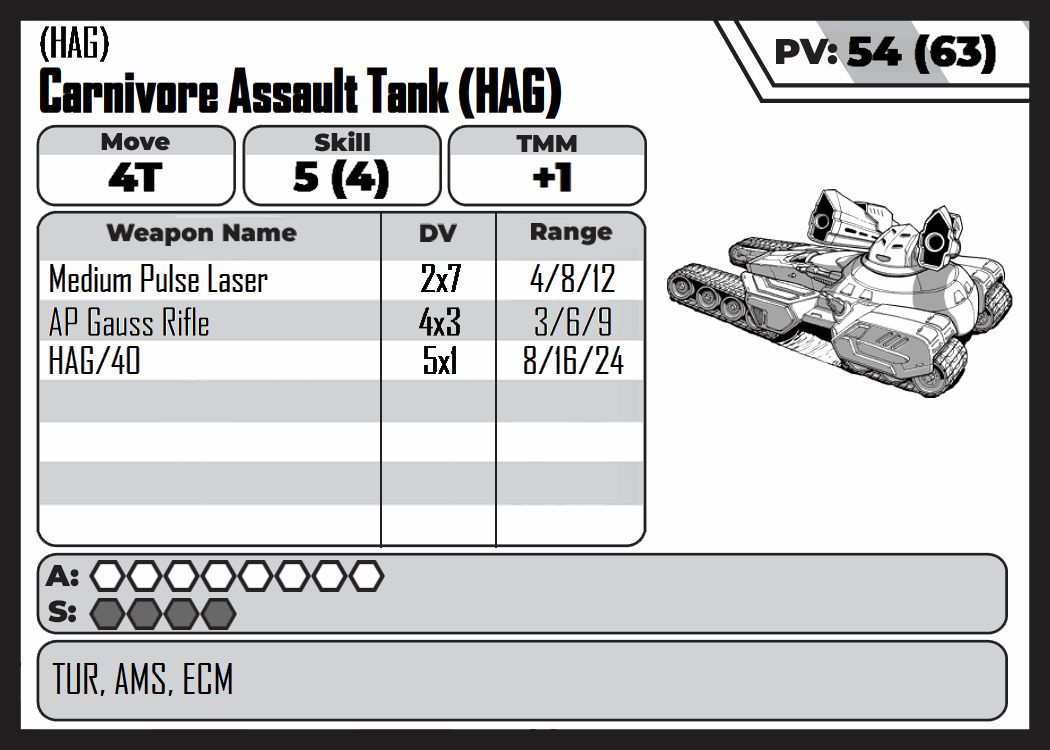 (HAG)
Carnivore Assault Tank (HAG)
PV: 54 (63)
Move Skill TMM
4T 5 (4) +1
Weapon Name DV Range
Medium Pulse Laser 2x7 4/8/12
AP Gauss Rifle 4x3 3/6/9
HAG/40 5x1 8/16/24
A:
S:
TUR, AMS, ECM